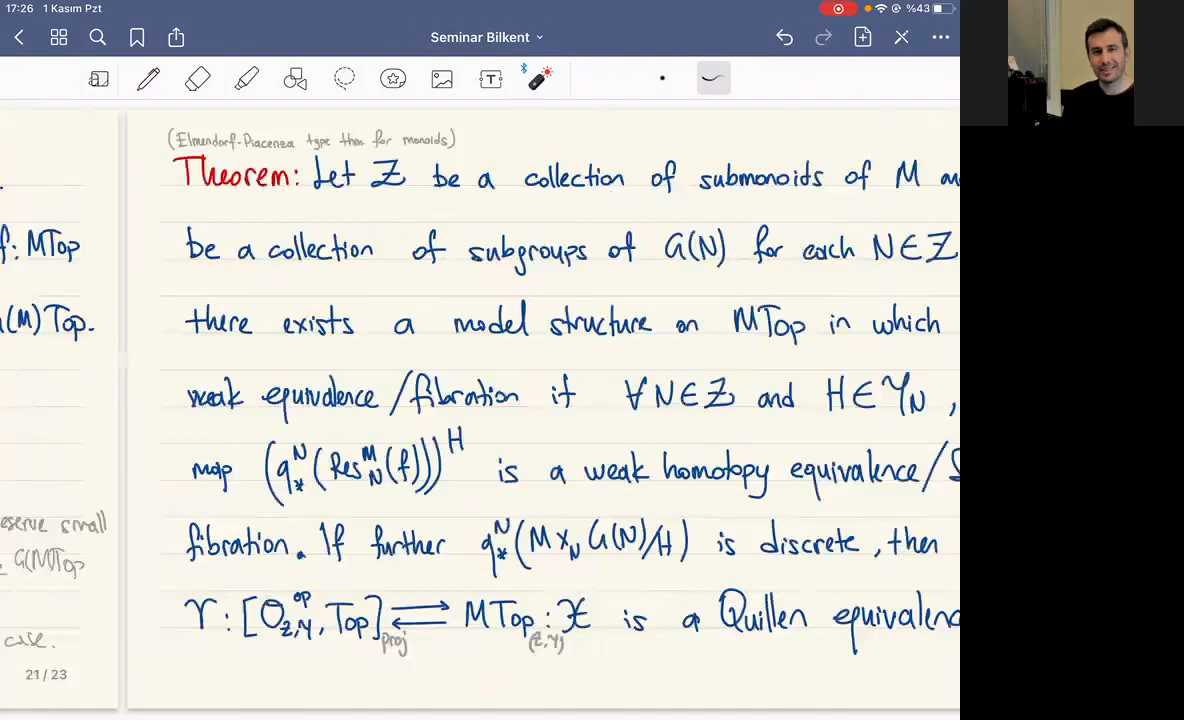 17:26 1 Kasım Pzt
%43
Seminar Bilkent
(Elmendorf-Piacenza type thm for monoids)
Theorem: Let Z be a collection of submonoids of M an
f: MTop
be a collection of subgroups of G(N) for each N∈Z
(M)Top.
there exists a model structure on MTop in which
weak equivalence/fibration if ∀N∈Z and H∈Y_N,
map (q^N_*(Res^M_N(f)))^H is a weak homotopy equivalence/S
eserve small
fibration. If further q^N_*(M×_N G(N)/H) is discrete, then
G(M)Top
ϒ: [O^op_{Z,Y}, Top]_proj ⇄ MTop_(Z,Y) : X is a Quillen equivalenc
case.
21/23